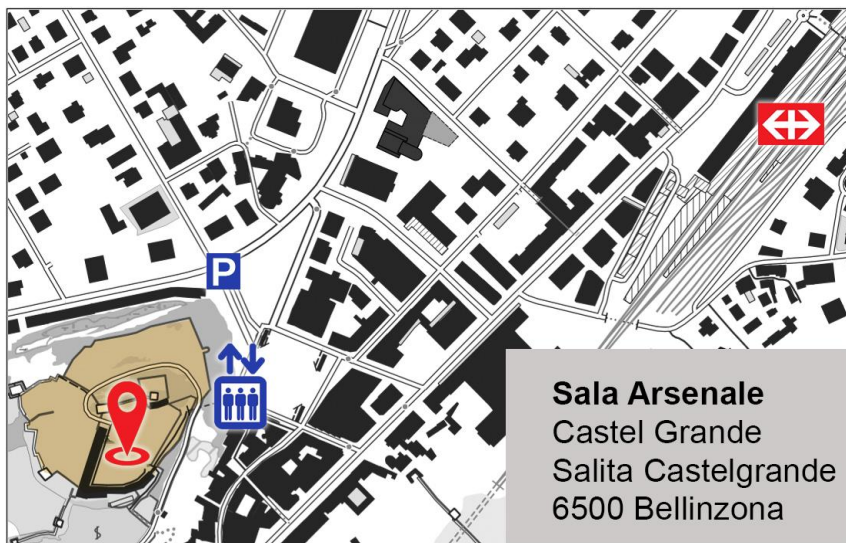 P
Sala Arsenale
Castel Grande
Salita Castelgrande
6500 Bellinzona